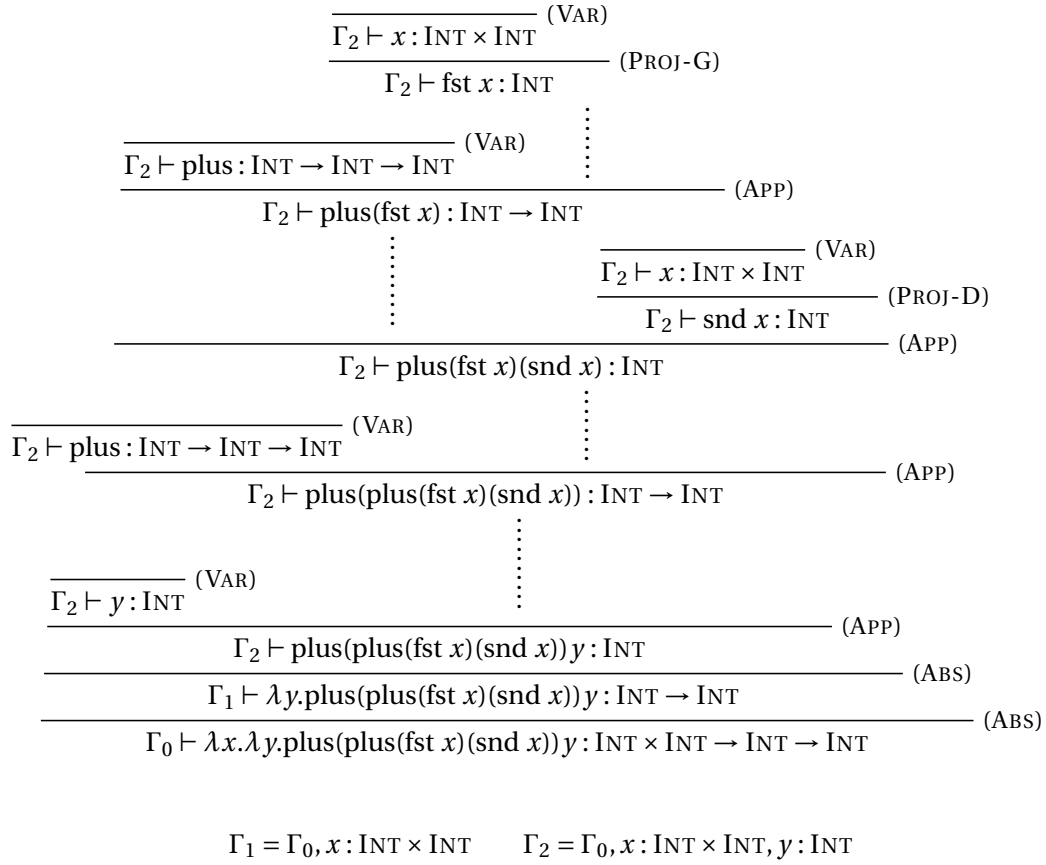 (VAR)
Γ₂ ⊢ x : INT × INT
(PROJ-G)
Γ₂ ⊢ fst x : INT
(VAR)
Γ₂ ⊢ plus : INT → INT → INT
(APP)
Γ₂ ⊢ plus(fst x) : INT → INT
(VAR)
Γ₂ ⊢ x : INT × INT
(PROJ-D)
Γ₂ ⊢ snd x : INT
(APP)
Γ₂ ⊢ plus(fst x)(snd x) : INT
(VAR)
Γ₂ ⊢ plus : INT → INT → INT
(APP)
Γ₂ ⊢ plus(plus(fst x)(snd x)) : INT → INT
(VAR)
Γ₂ ⊢ y : INT
(APP)
Γ₂ ⊢ plus(plus(fst x)(snd x)) y : INT
(ABS)
Γ₁ ⊢ λy.plus(plus(fst x)(snd x)) y : INT → INT
(ABS)
Γ₀ ⊢ λx.λy.plus(plus(fst x)(snd x)) y : INT × INT → INT → INT
Γ₁ = Γ₀, x : INT × INT Γ₂ = Γ₀, x : INT × INT, y : INT